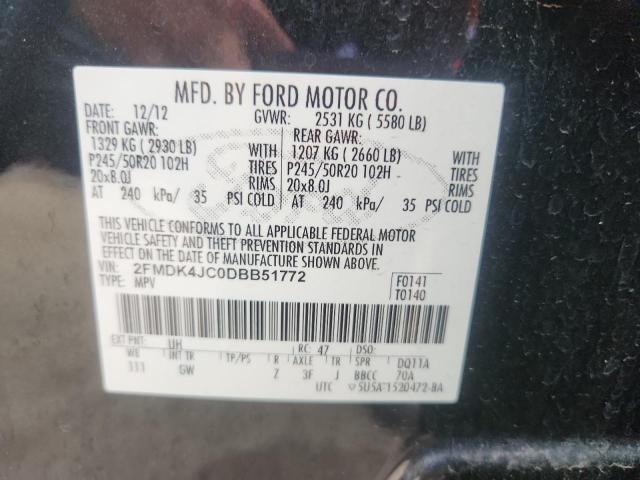 MFD. BY FORD MOTOR CO.
DATE: 12/12 GVWR: 2531 KG ( 5580 LB)
FRONT GAWR: REAR GAWR:
1329 KG ( 2930 LB) WITH 1207 KG ( 2660 LB) WITH
P245/50R20 102H TIRES P245/50R20 102H TIRES
20x8.0J RIMS 20x8.0J RIMS
AT 240 kPa/ 35 PSI COLD AT 240 kPa/ 35 PSI COLD
THIS VEHICLE CONFORMS TO ALL APPLICABLE FEDERAL MOTOR
VEHICLE SAFETY AND THEFT PREVENTION STANDARDS IN
EFFECT ON THE DATE OF MANUFACTURE SHOWN ABOVE.
VIN: 2FMDK4JC0DBB51772
TYPE: MPV
F0141
T0140
EXT PNT: UH RC: 47 DSO:
WB INT TR TP/PS R AXLE TR SPR DQ11A
111 GW Z 3F J BBCC 70A
UTC 5U5A-1520472-BA